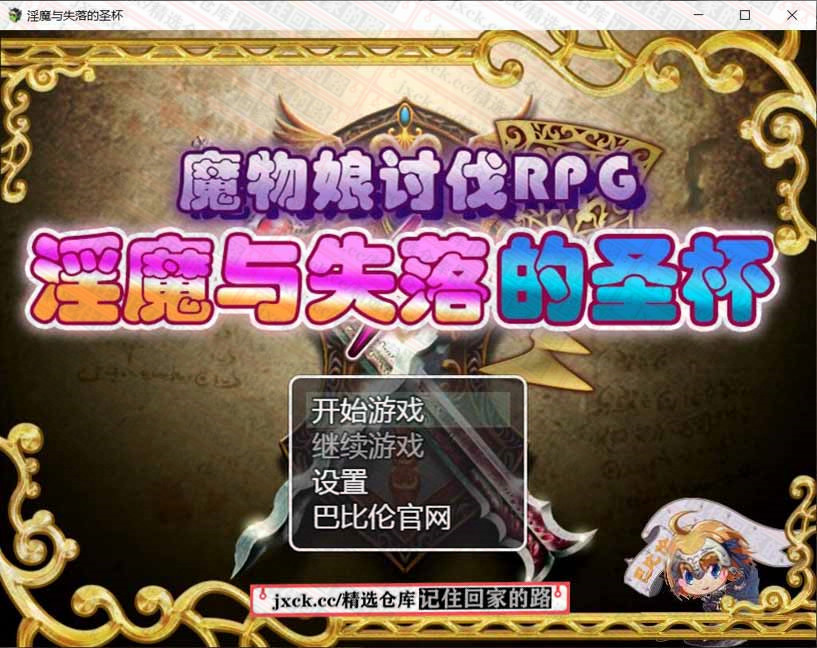 淫魔与失落的圣杯
魔物娘讨伐RPG
淫魔与失落的圣杯
开始游戏
继续游戏
设置
巴比伦官网
jxck.cc/精选仓库 记住回家的路